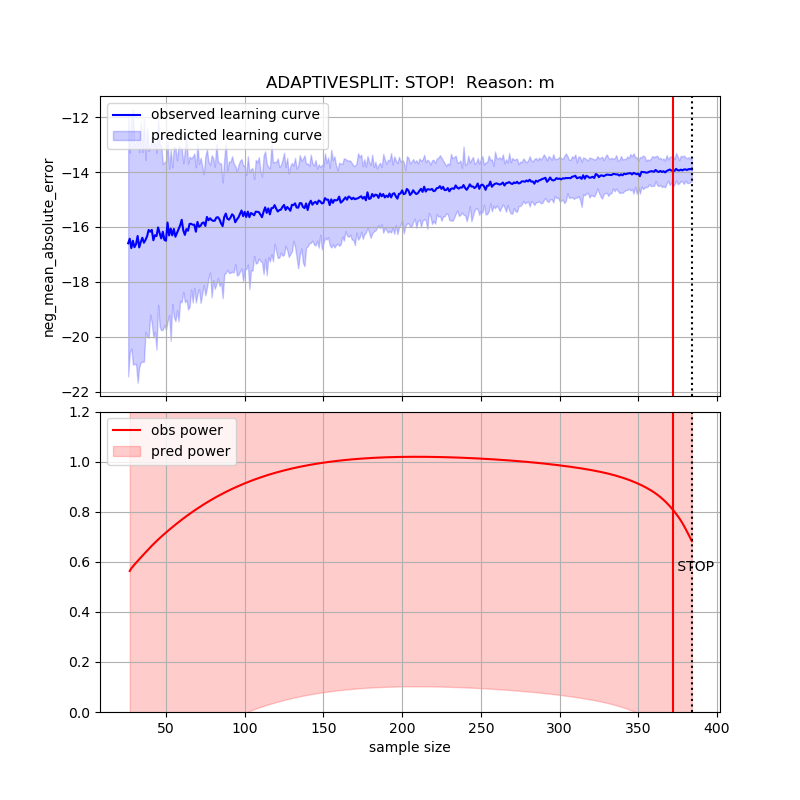 ADAPTIVESPLIT: STOP!  Reason: m
observed learning curve
predicted learning curve
neg_mean_absolute_error
−12
−14
−16
−18
−20
−22
obs power
pred power
1.2
1.0
0.8
0.6
0.4
0.2
0.0
STOP
50 100 150 200 250 300 350 400
sample size